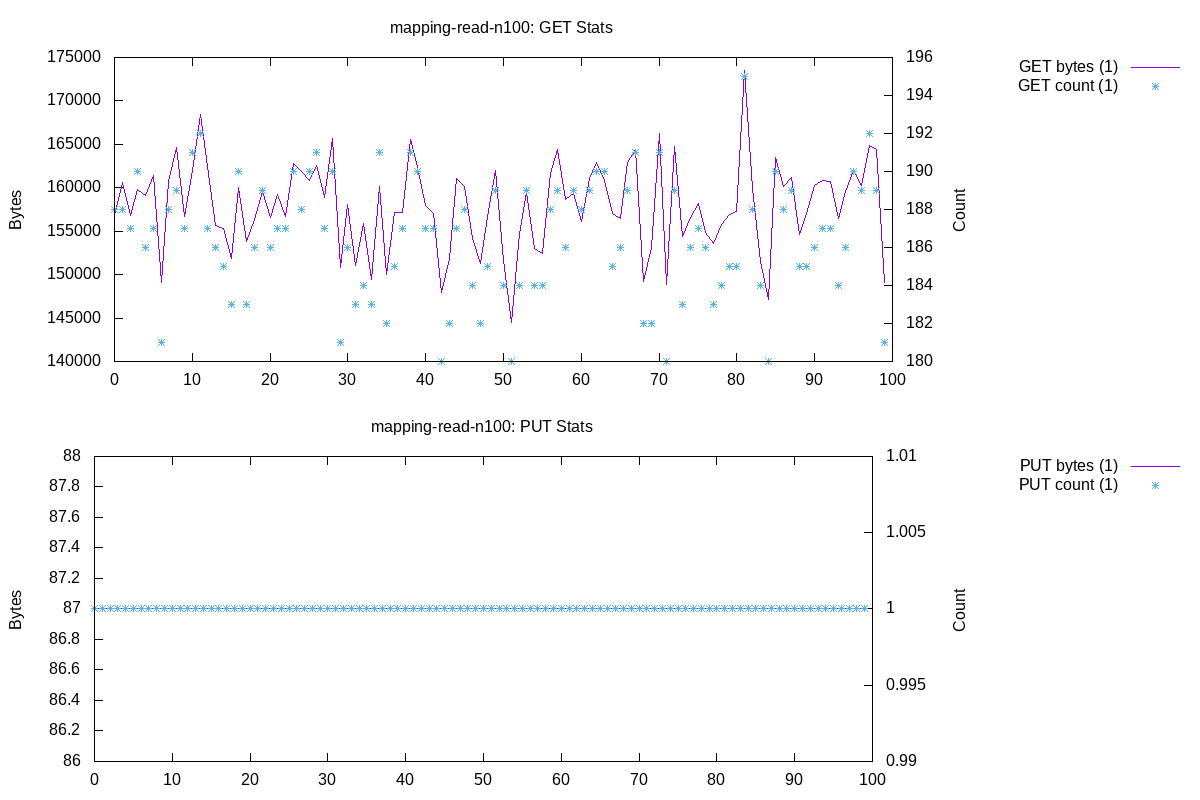 mapping-read-n100: GET Stats
175000
170000
165000
160000
155000
150000
145000
140000
Bytes
196
194
192
190
188
186
184
182
180
Count
0 10 20 30 40 50 60 70 80 90 100
GET bytes (1)
GET count (1)
mapping-read-n100: PUT Stats
88
87.8
87.6
87.4
87.2
87
86.8
86.6
86.4
86.2
86
Bytes
1.01
1.005
1
0.995
0.99
Count
0 10 20 30 40 50 60 70 80 90 100
PUT bytes (1)
PUT count (1)